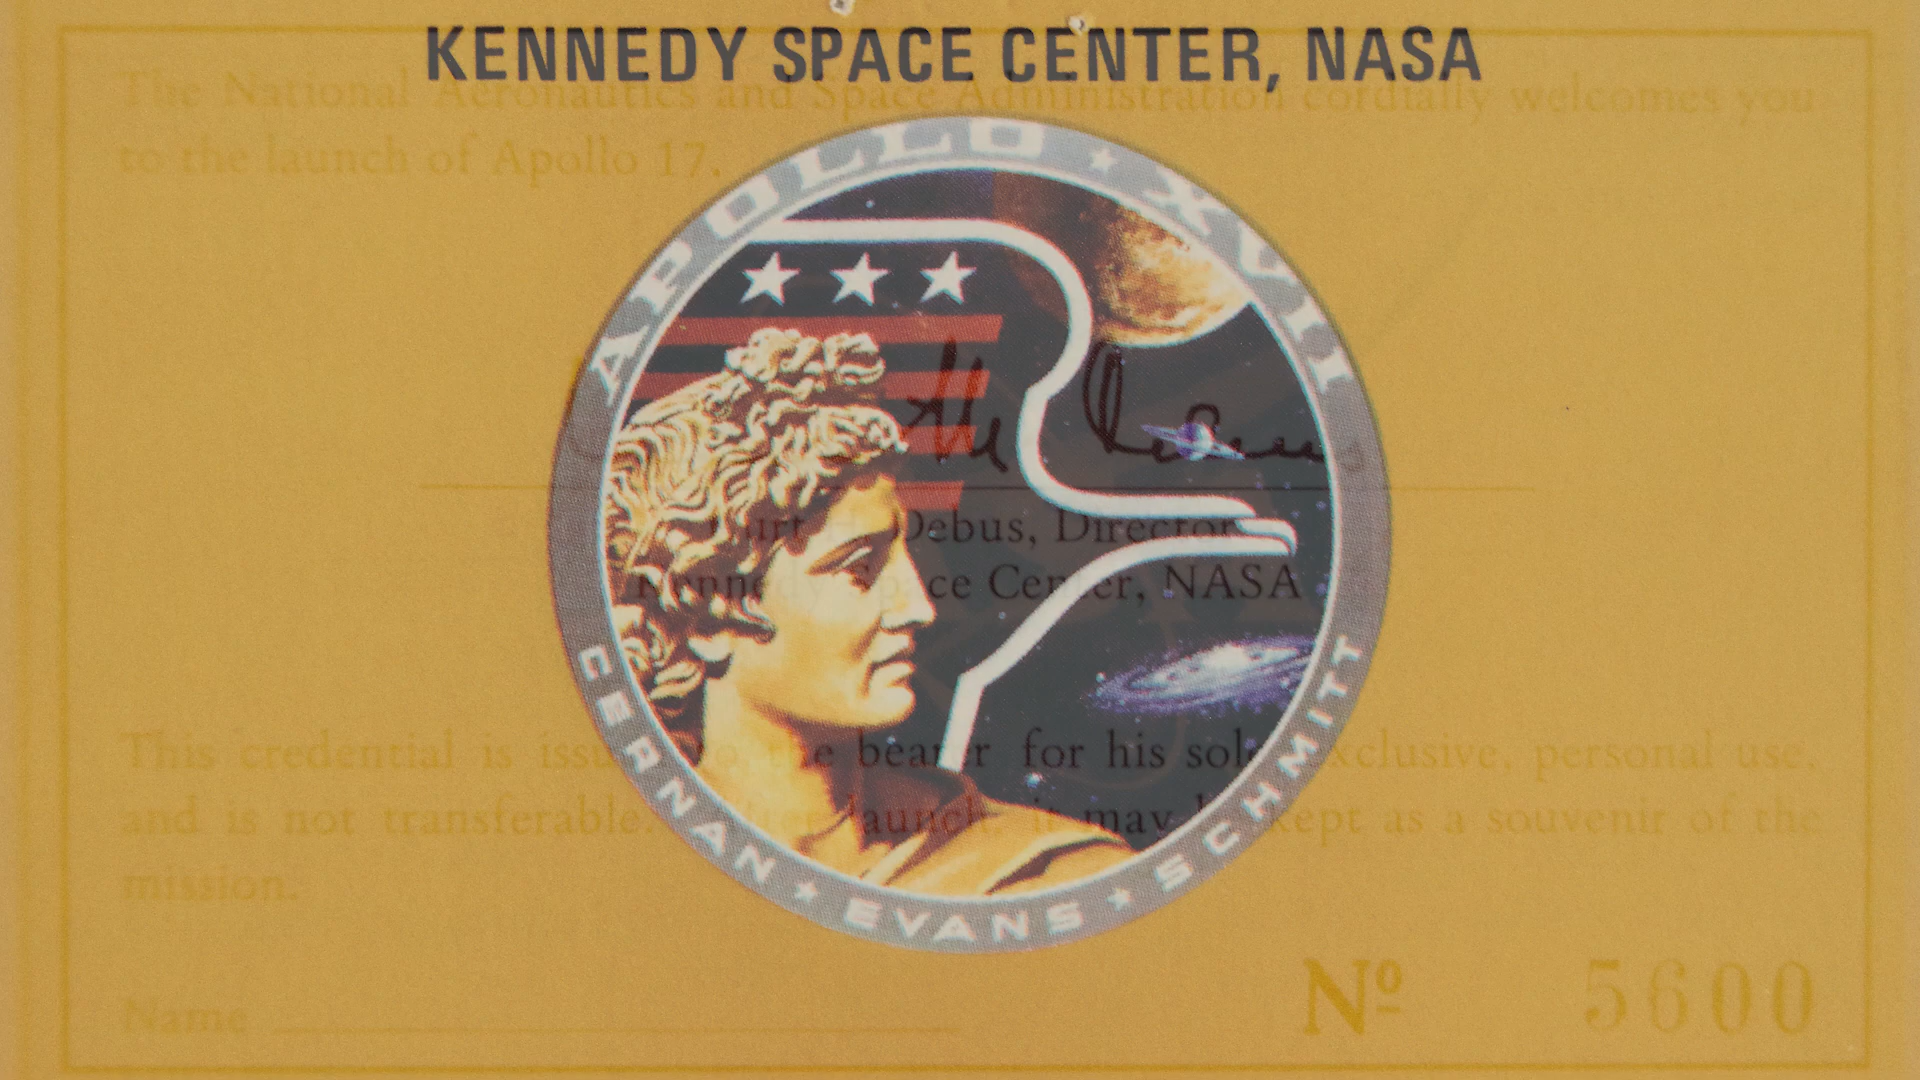 KENNEDY SPACE CENTER, NASA
The National Aeronautics and Space Administration cordially welcomes you
to the launch of Apollo 17.
APOLLO ★ XVII
Debus, Director
Kennedy Space Center, NASA
This credential is issued to the bearer for his sole, exclusive, personal use,
and is not transferable. After launch, it may be kept as a souvenir of the
mission.
CERNAN ★ EVANS ★ SCHMITT
Name
Nº 5600